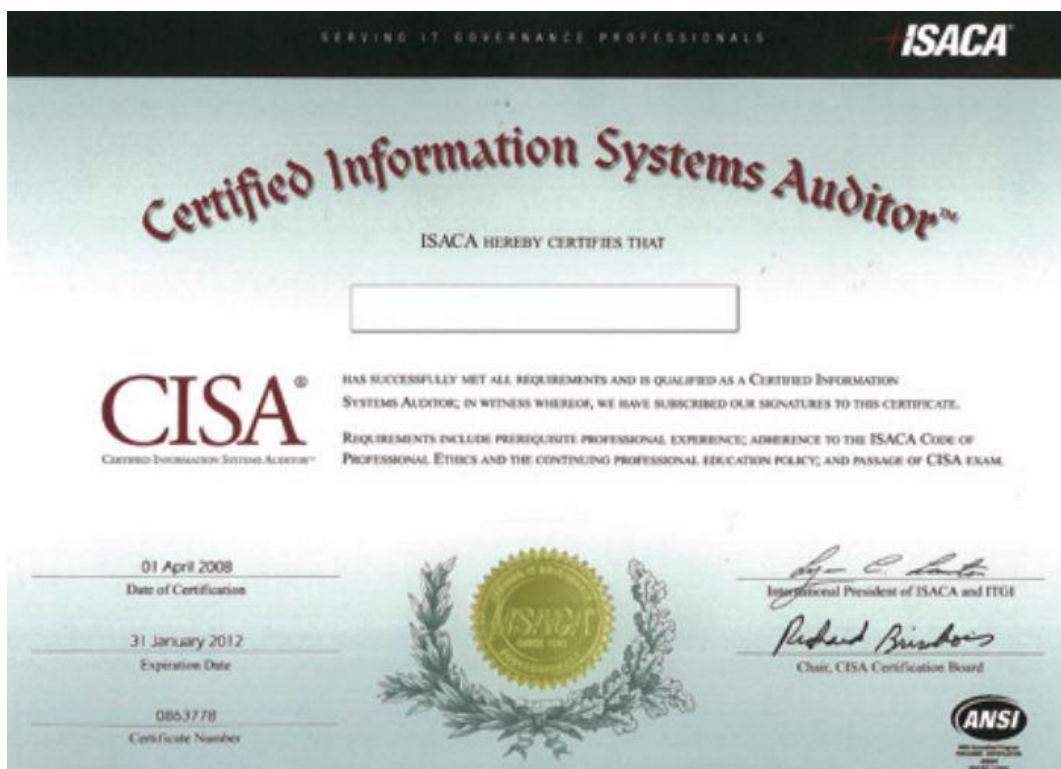 SERVING IT GOVERNANCE PROFESSIONALS
ISACA®
Certified Information Systems Auditor™
ISACA HEREBY CERTIFIES THAT
CISA®
CERTIFIED INFORMATION SYSTEMS AUDITOR™
HAS SUCCESSFULLY MET ALL REQUIREMENTS AND IS QUALIFIED AS A CERTIFIED INFORMATION
SYSTEMS AUDITOR; IN WITNESS WHEREOF, WE HAVE SUBSCRIBED OUR SIGNATURES TO THIS CERTIFICATE.
REQUIREMENTS INCLUDE PREREQUISITE PROFESSIONAL EXPERIENCE; ADHERENCE TO THE ISACA CODE OF
PROFESSIONAL ETHICS AND THE CONTINUING PROFESSIONAL EDUCATION POLICY; AND PASSAGE OF CISA EXAM.
01 April 2008
Date of Certification
31 January 2012
Expiration Date
0863778
Certificate Number
ISACA
International President of ISACA and ITGI
Richard Brisebois
Chair, CISA Certification Board
ANSI